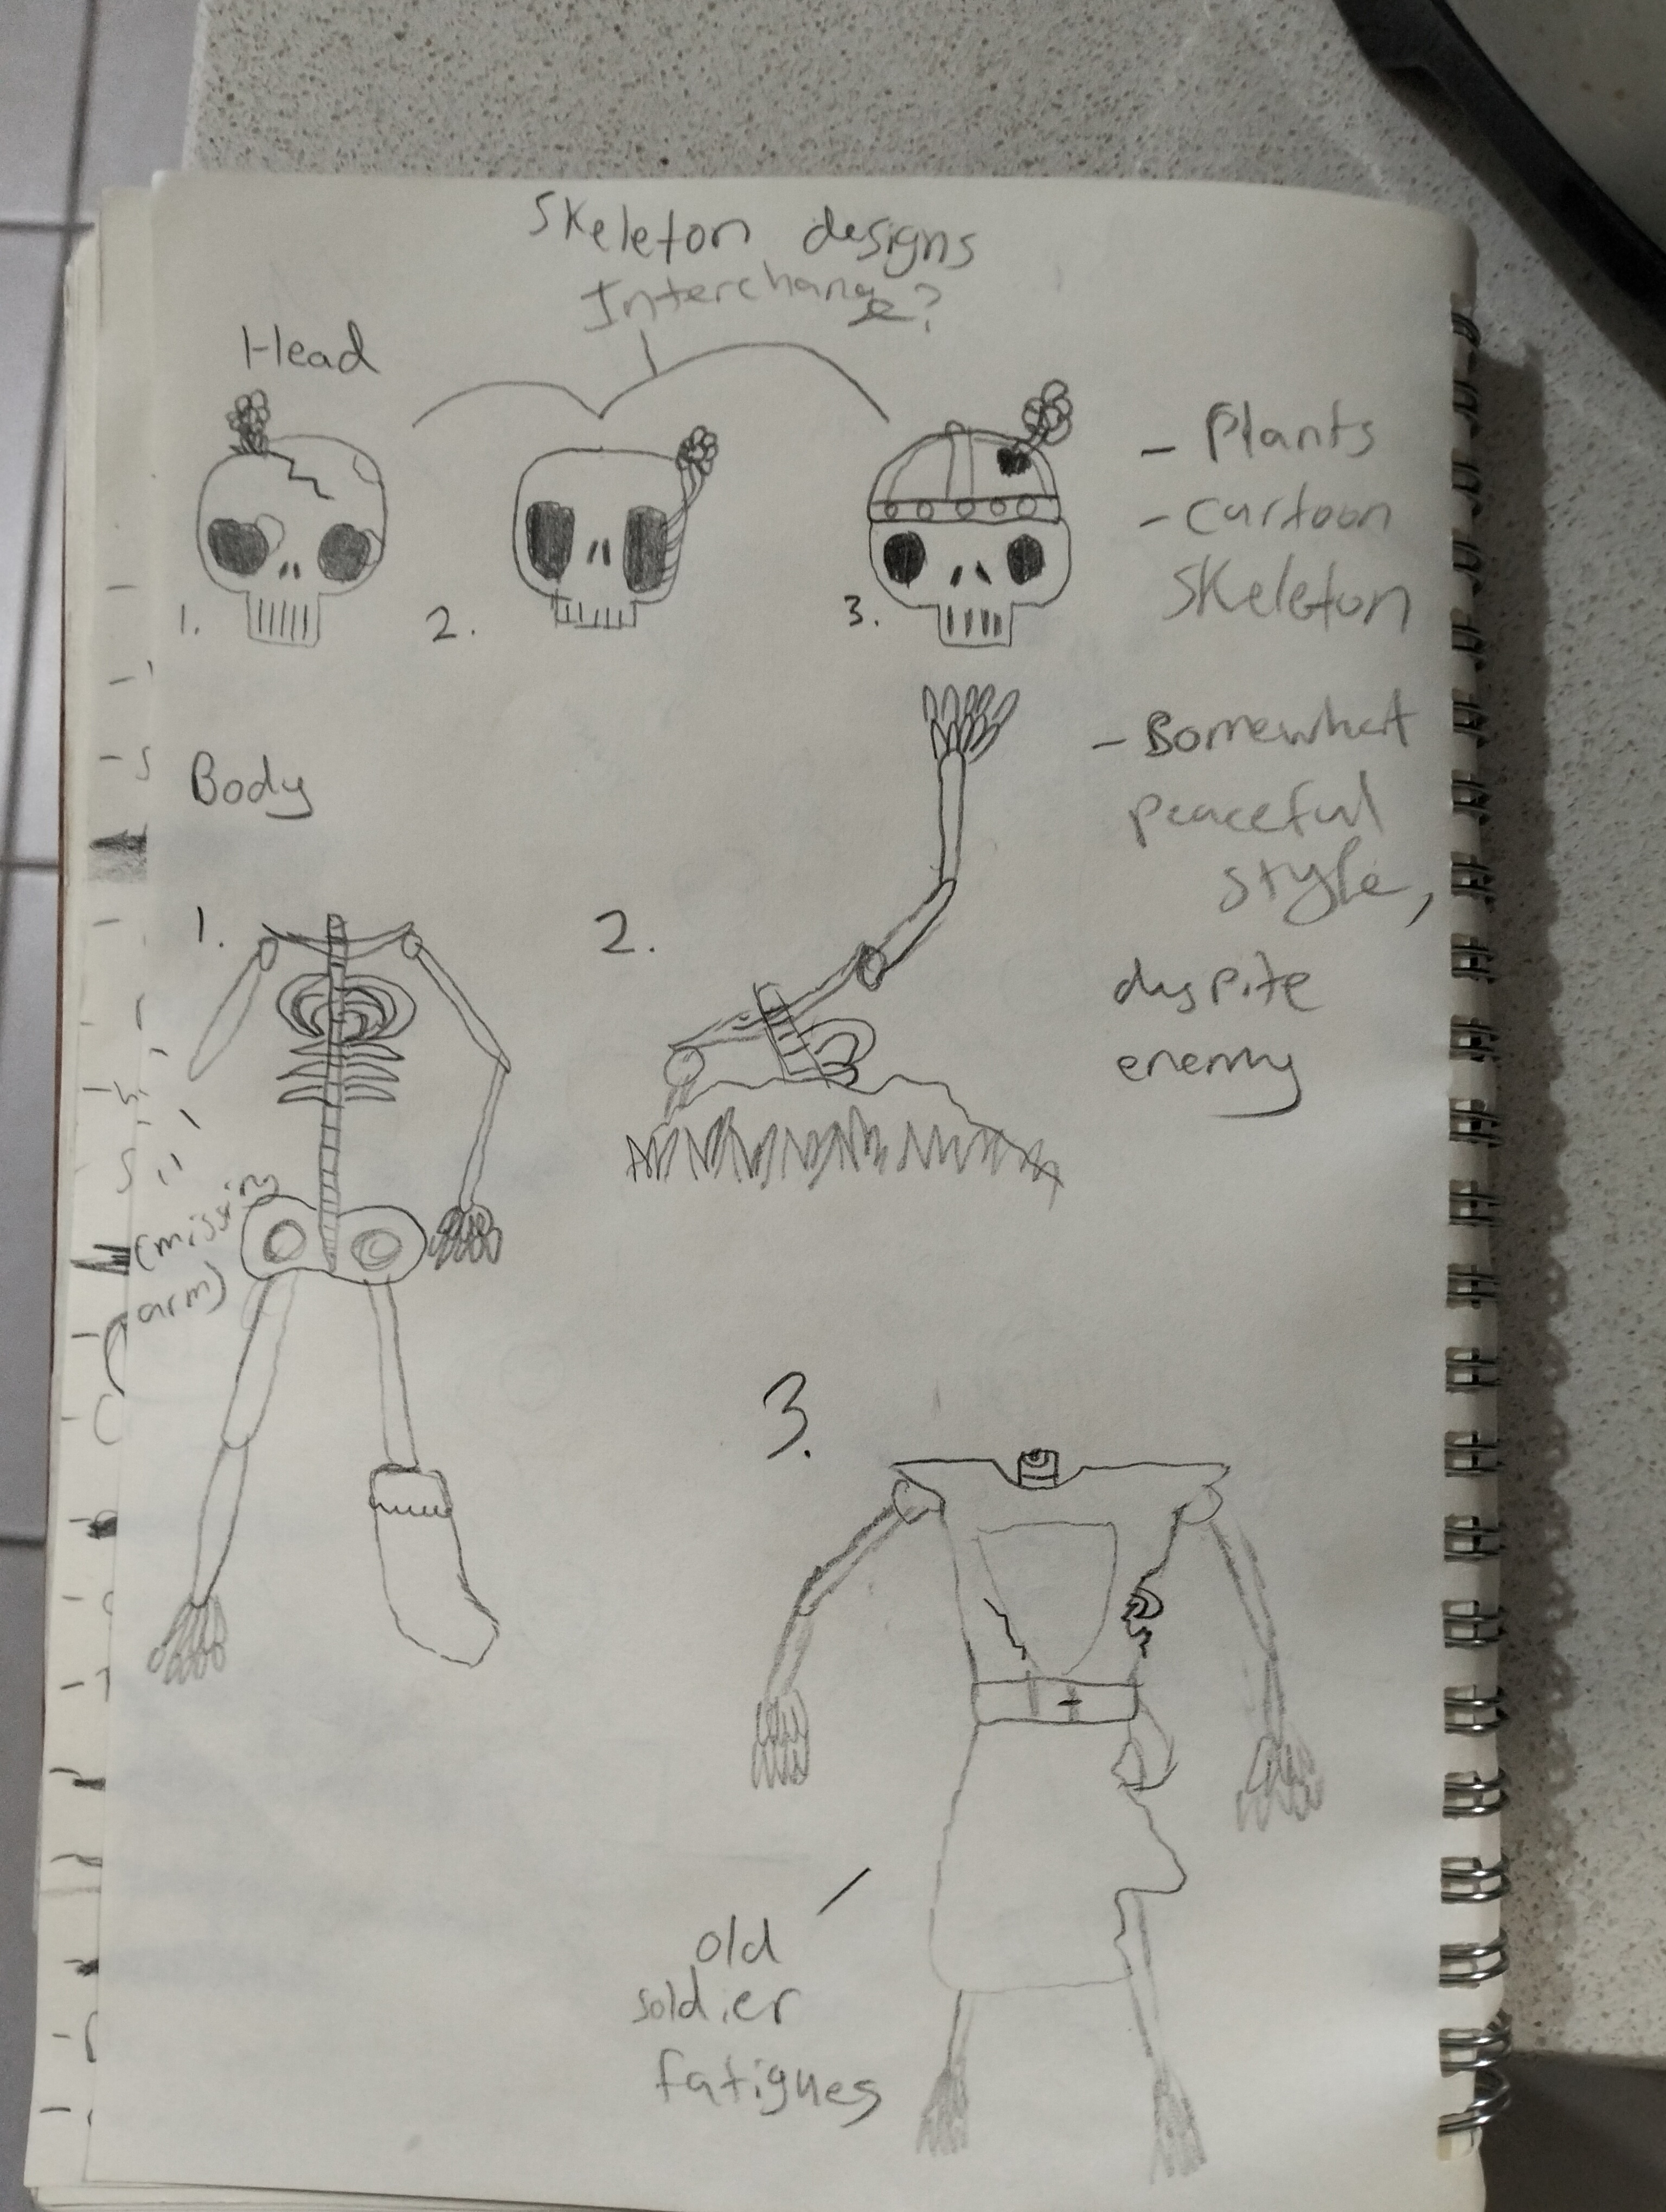 Skeleton designs
Interchange?
Head
1.
2.
3.
- Plants
- cartoon
skeleton
- Somewhat
peaceful
style,
dyspite
enemy
Body
1.
2.
(missing
arm)
3.
old
soldier
fatigues